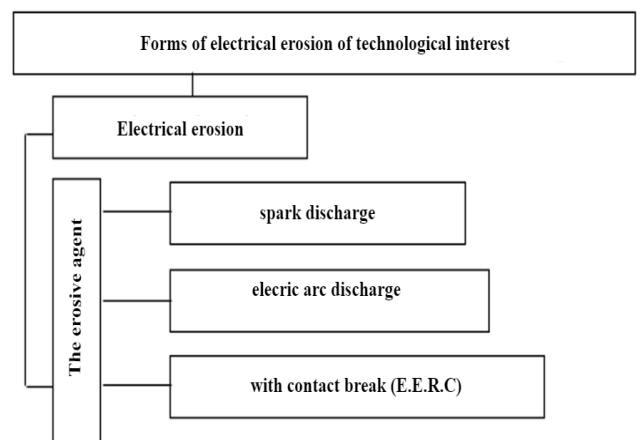 Forms of electrical erosion of technological interest
Electrical erosion
The erosive agent
spark discharge
elecric arc discharge
with contact break (E.E.R.C)